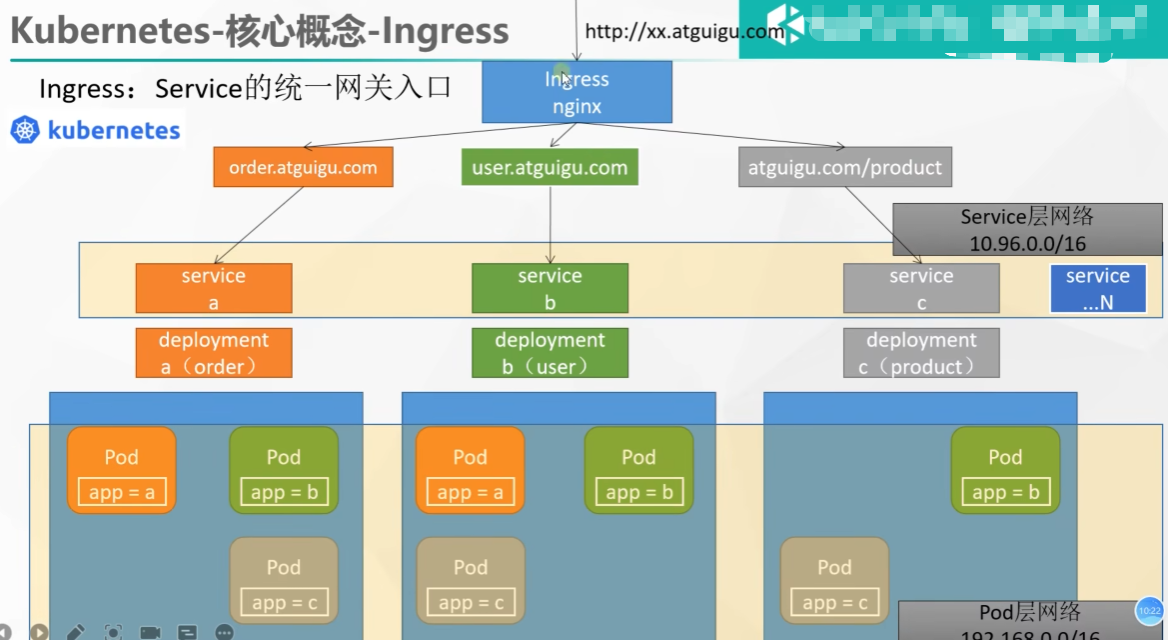 Kubernetes-核心概念-Ingress
http://xx.atguigu.com
Ingress：Service的统一网关入口
kubernetes
Ingress
nginx
order.atguigu.com
user.atguigu.com
atguigu.com/product
Service层网络
10.96.0.0/16
service
a
service
b
service
c
service
...N
deployment
a（order）
deployment
b（user）
deployment
c（product）
Pod
app = a
Pod
app = b
Pod
app = a
Pod
app = b
Pod
app = b
Pod
app = c
Pod
app = c
Pod
app = c
Pod层网络
192.168.0.0/16
10:22